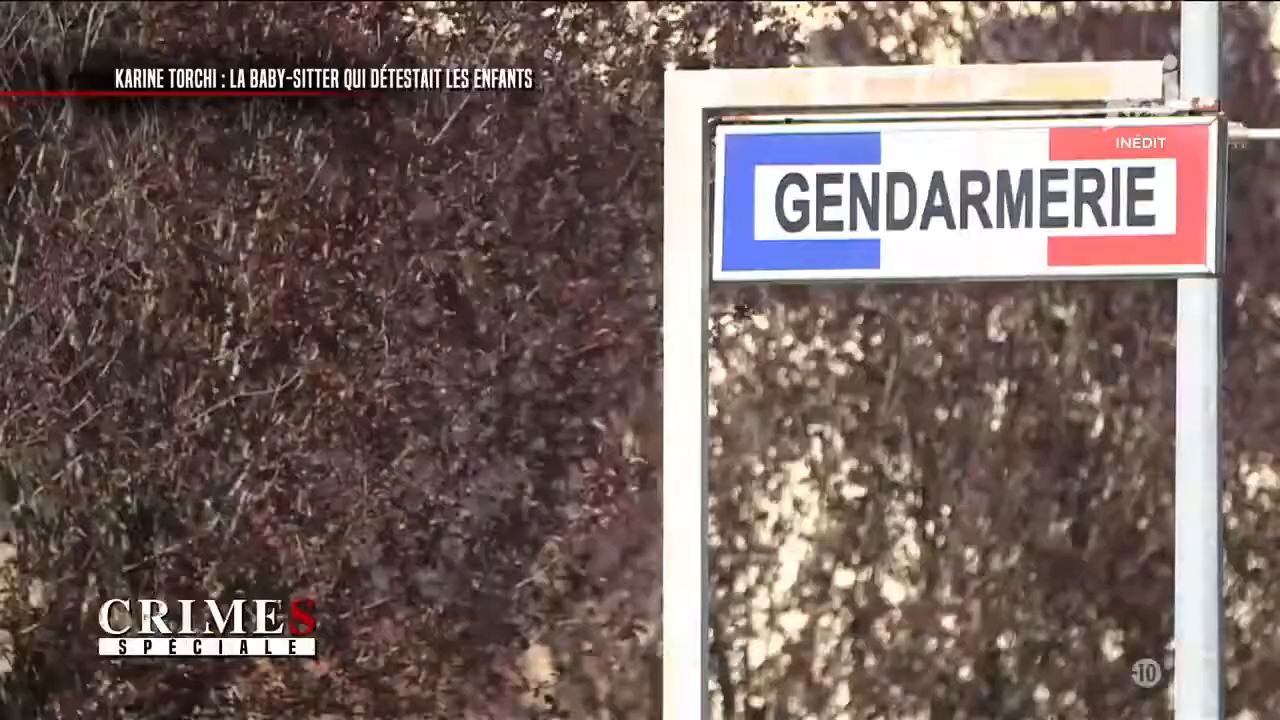 KARINE TORCHI : LA BABY-SITTER QUI DÉTESTAIT LES ENFANTS
INÉDIT
GENDARMERIE
CRIMES
SPÉCIALE
-10